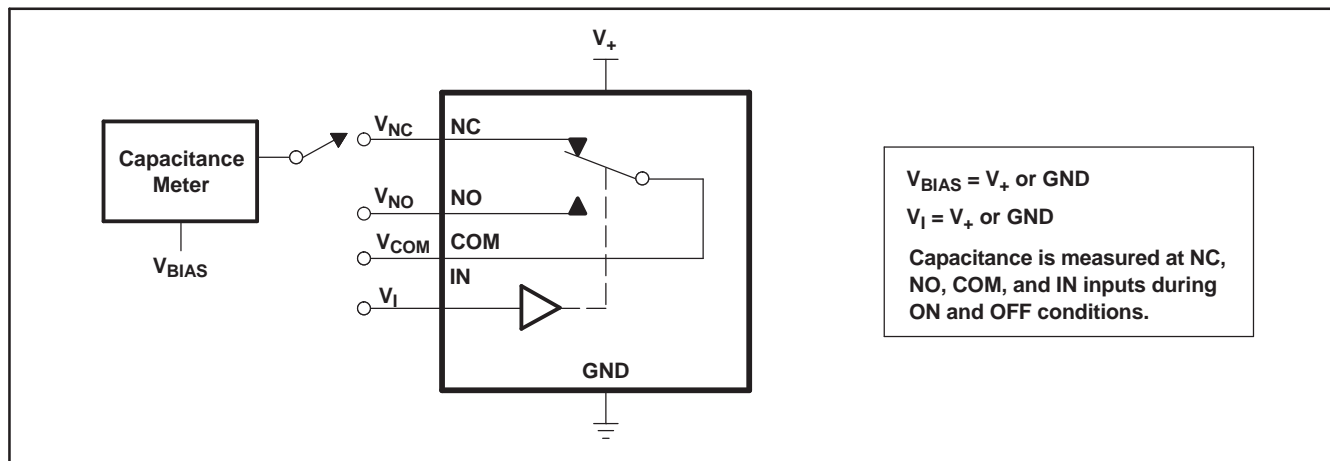 V+
VNC
NC
Capacitance
Meter
VNO
NO
VCOM
COM
VBIAS
IN
VI
GND
VBIAS = V+ or GND
VI = V+ or GND
Capacitance is measured at NC,
NO, COM, and IN inputs during
ON and OFF conditions.